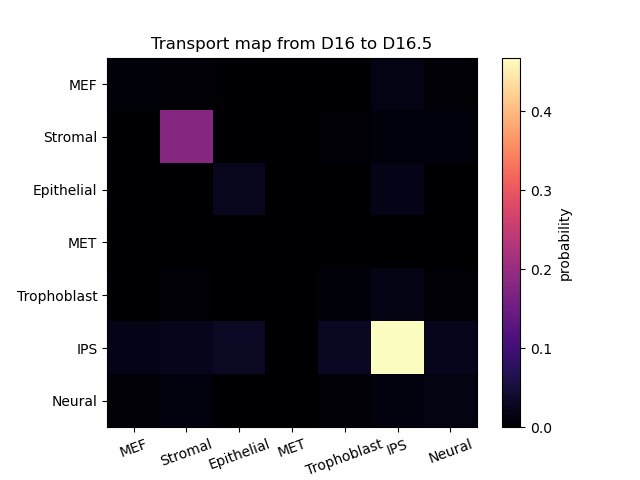 Transport map from D16 to D16.5
MEF
Stromal
Epithelial
MET
Trophoblast
IPS
Neural
MEF
Stromal
Epithelial
MET
Trophoblast
IPS
Neural
0.4
0.3
0.2
0.1
0.0
probability